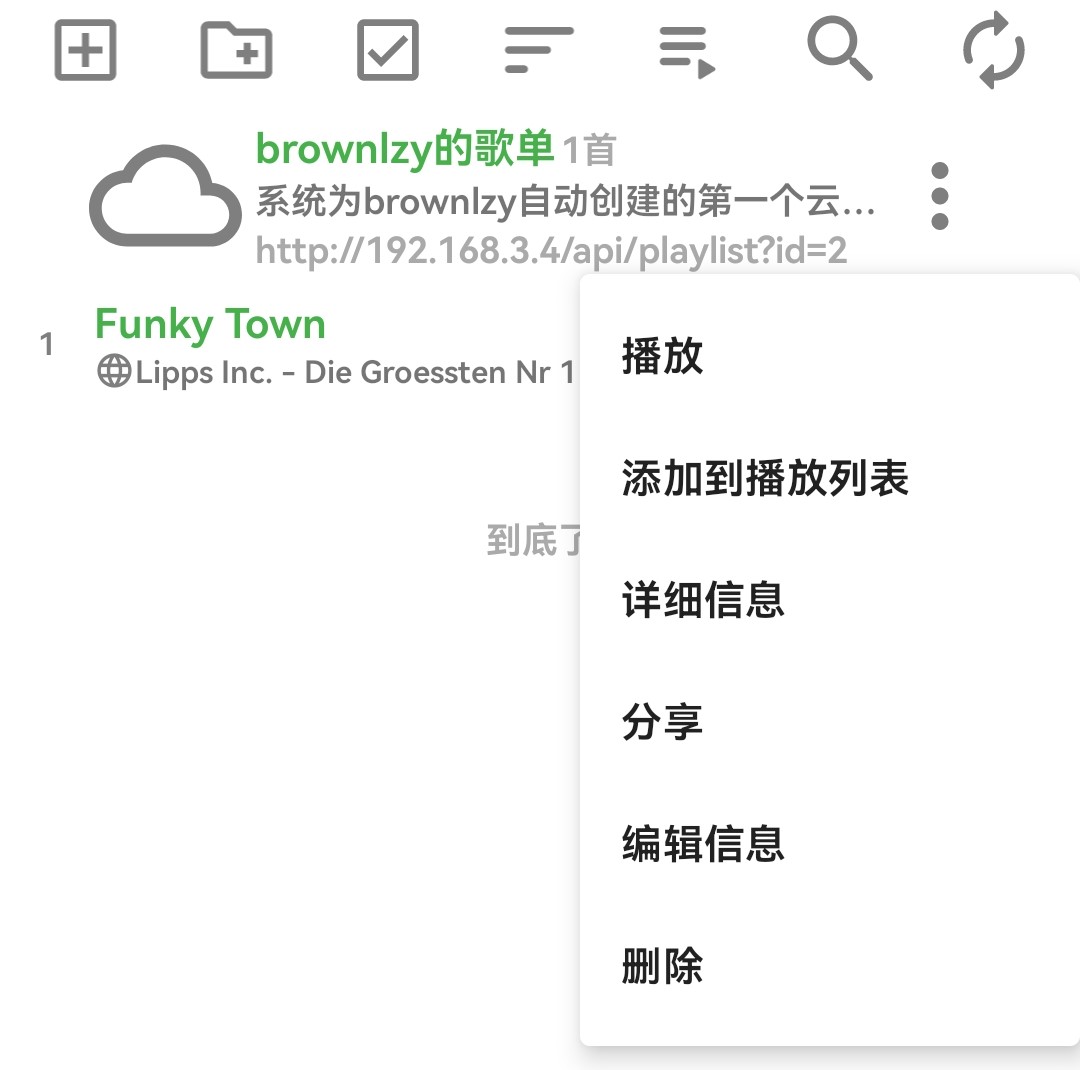 brownlzy的歌单 1首
系统为brownlzy自动创建的第一个云…
http://192.168.3.4/api/playlist?id=2
1
Funky Town
Lipps Inc. - Die Groessten Nr 1
到底了
播放
添加到播放列表
详细信息
分享
编辑信息
删除